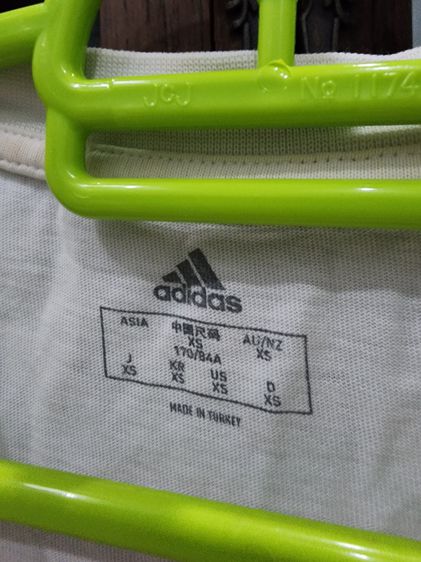 JCJ
No 1174
adidas
ASIA 中國尺码 AU/NZ
XS XS
170/84A
J KR US D
XS XS XS XS
MADE IN TURKEY